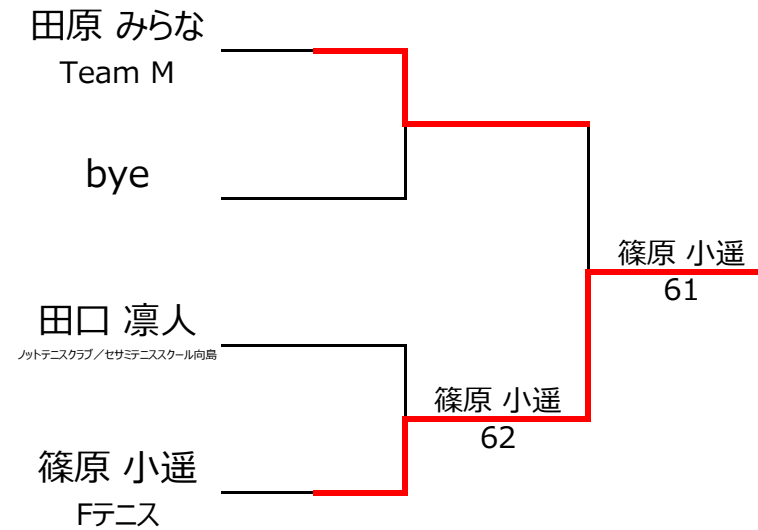 田原 みらな
Team M
bye
田口 凛人
ノットテニスクラブ／セサミテニススクール向島
篠原 小遥
Fテニス
篠原 小遥
62
篠原 小遥
61